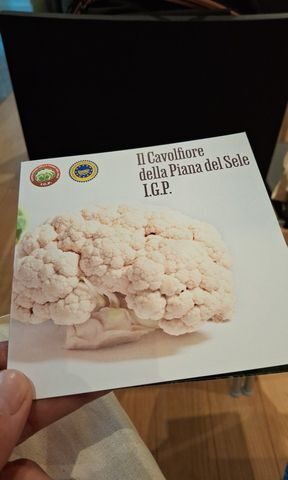 Il Cavolfiore
della Piana del Sele
I.G.P.
I.G.P.